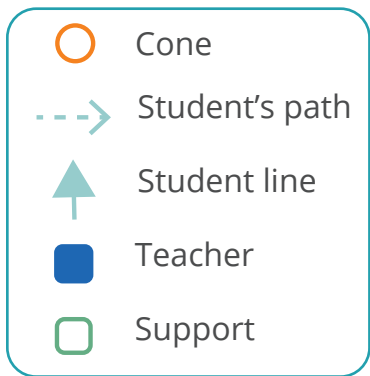 Cone
Student’s path
Student line
Teacher
Support